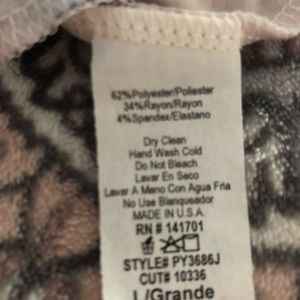 62%Polyester/Poliester
34%Rayon/Rayon
4%Spandex/Elastano
Dry Clean
Hand Wash Cold
Do Not Bleach
Lavar En Seco
Lavar A Mano Con Agua Fria
No Use Blanqueador
MADE IN U.S.A.
RN # 141701
STYLE# PY3686J
CUT# 10336
L/Grande